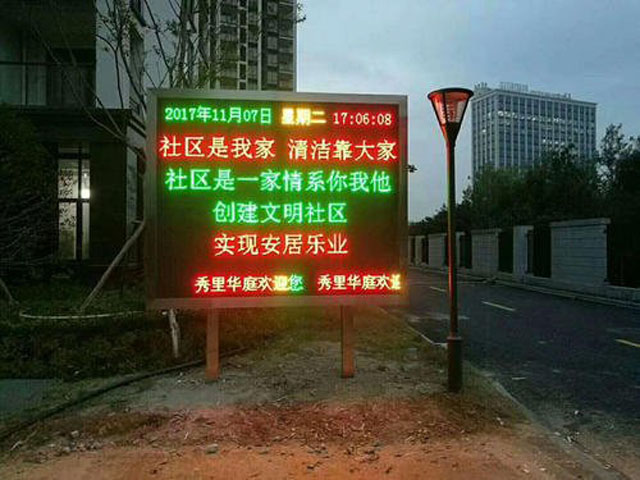 2017年11月07日 星期二 17:06:08
社区是我家 清洁靠大家
社区是一家情系你我他
创建文明社区
实现安居乐业
秀里华庭欢迎您 秀里华庭欢迎